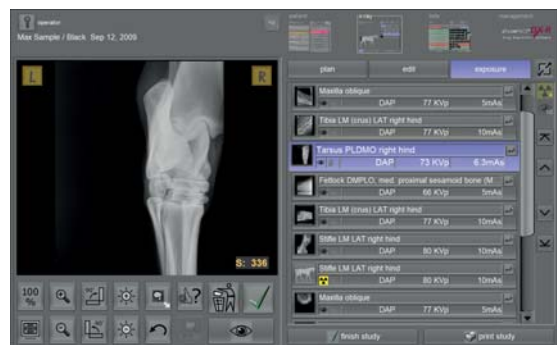 operator
Max Sample / Black Sep 12, 2009
patient
x-ray
management
L
R
plan
edit
exposure
Maxilla oblique
DAP 77 KVp 5mAs
Tibia LM (crus) LAT right hind
DAP 77 KVp 10mAs
Tarsus PLDMO right hind
DAP 73 KVp 6.3mAs
Fetlock DMPLO, med. proximal sesamoid bone (M
DAP 66 KVp 5mAs
Tibia LM (crus) LAT right hind
DAP 77 KVp 10mAs
Stifle LM LAT right hind
DAP 80 KVp 10mAs
Stifle LM LAT right hind
DAP 80 KVp 10mAs
Maxilla oblique
DAP 77 KVp 5mAs
S: 336
100
%
?
finish study
print study